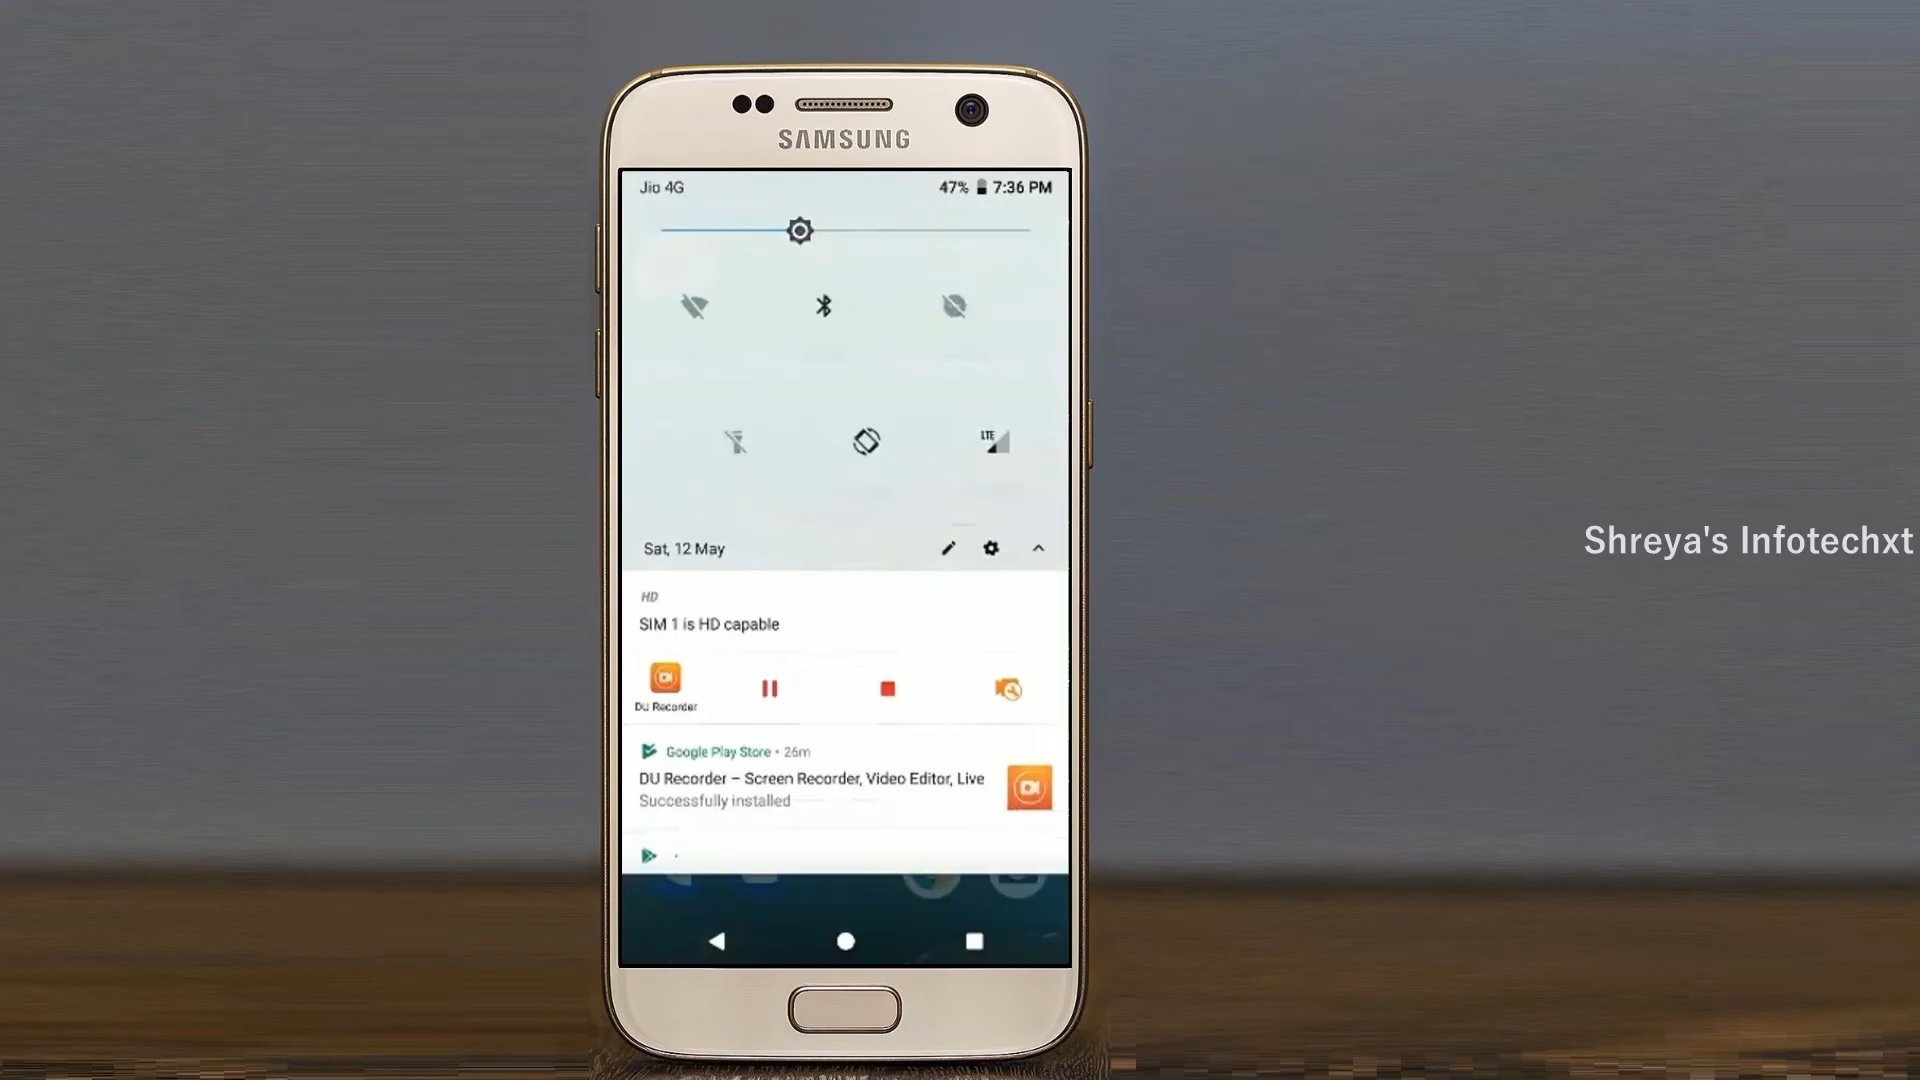 SAMSUNG
Jio 4G
47% 7:36 PM
LTE
Sat, 12 May
HD
SIM 1 is HD capable
DU Recorder
Google Play Store • 26m
DU Recorder – Screen Recorder, Video Editor, Live
Successfully installed
Shreya's Infotechxt